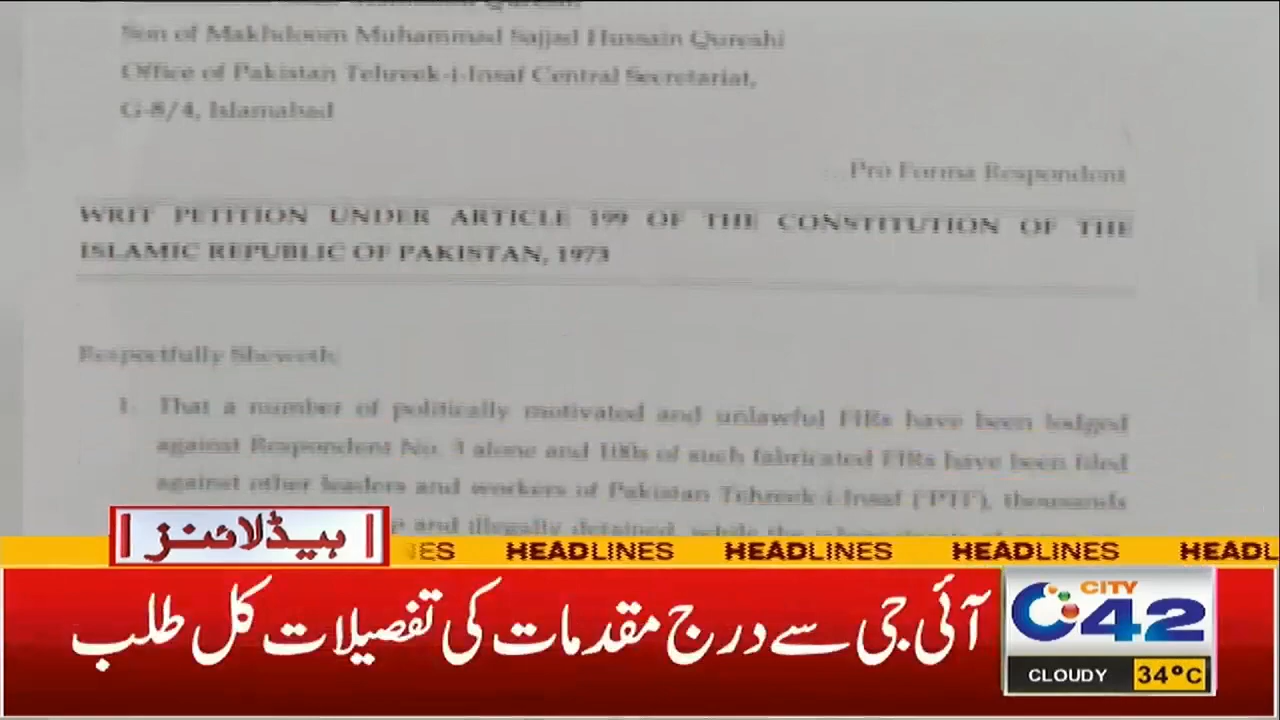 Son of Makhdoom Muhammad Sajjad Hussain Qureshi
Office of Pakistan Tehreek-i-Insaf Central Secretariat,
G-8/4, Islamabad
Pro Forma Respondent
WRIT PETITION UNDER ARTICLE 199 OF THE CONSTITUTION OF THE
ISLAMIC REPUBLIC OF PAKISTAN, 1973
Respectfully Sheweth:
1. That a number of politically motivated and unlawful FIRs have been lodged
against Respondent No. 3 alone and 100s of such fabricated FIRs have been filed
against other leaders and workers of Pakistan Tehreek-i-Insaf ('PTI'), thousands
and illegally detained, while the
ہیڈلائنز
NES HEADLINES HEADLINES HEADLINES HEADL
آئی جی سے درج مقدمات کی تفصیلات کل طلب
CITY
42
CLOUDY 34°C